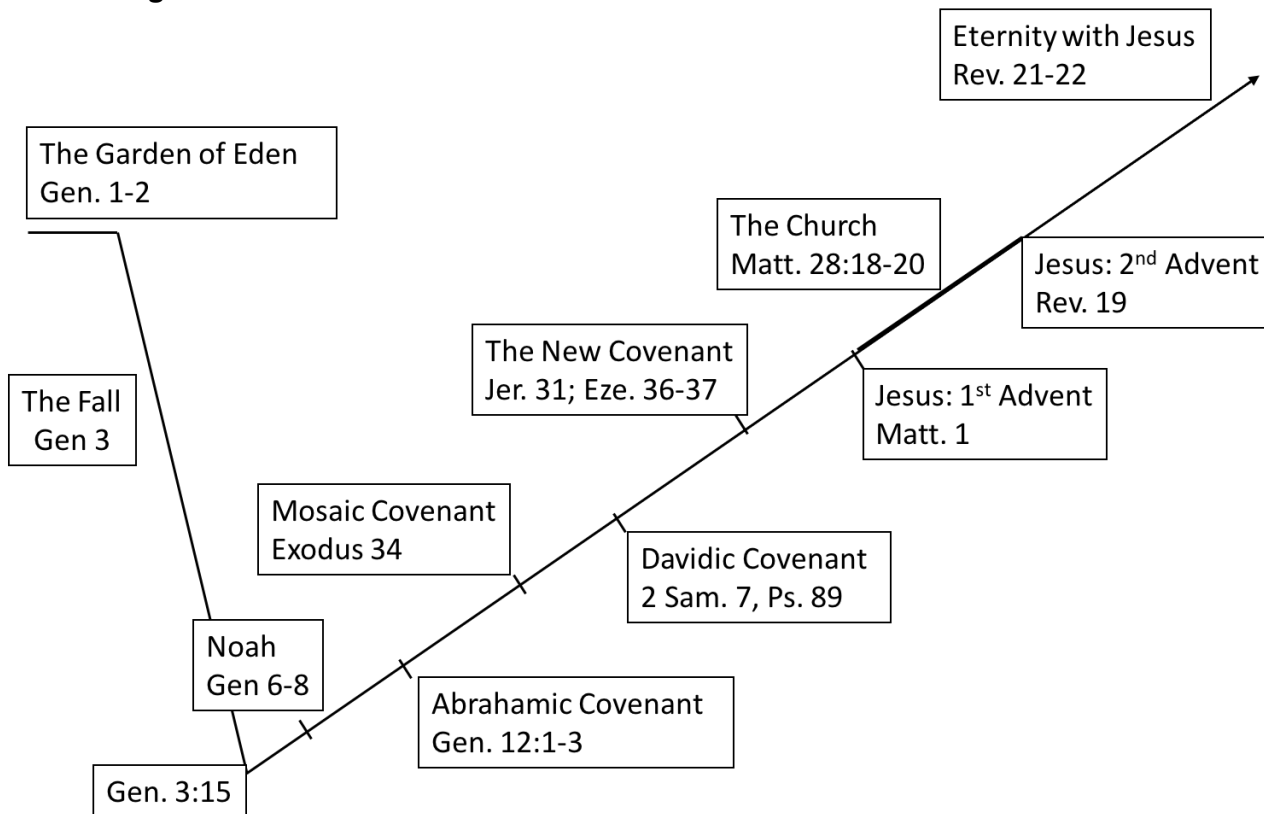 The Garden of Eden
Gen. 1-2
The Fall
Gen 3
Gen. 3:15
Noah
Gen 6-8
Abrahamic Covenant
Gen. 12:1-3
Mosaic Covenant
Exodus 34
Davidic Covenant
2 Sam. 7, Ps. 89
The New Covenant
Jer. 31; Eze. 36-37
Jesus: 1st Advent
Matt. 1
The Church
Matt. 28:18-20
Jesus: 2nd Advent
Rev. 19
Eternity with Jesus
Rev. 21-22